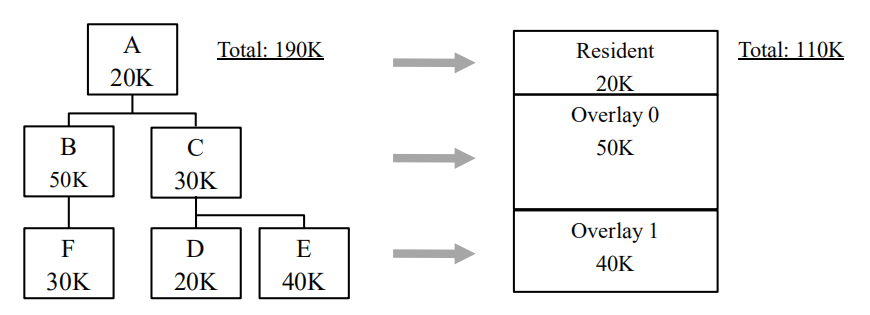 A
20K
Total: 190K
B
50K
C
30K
F
30K
D
20K
E
40K
Resident
20K
Total: 110K
Overlay 0
50K
Overlay 1
40K